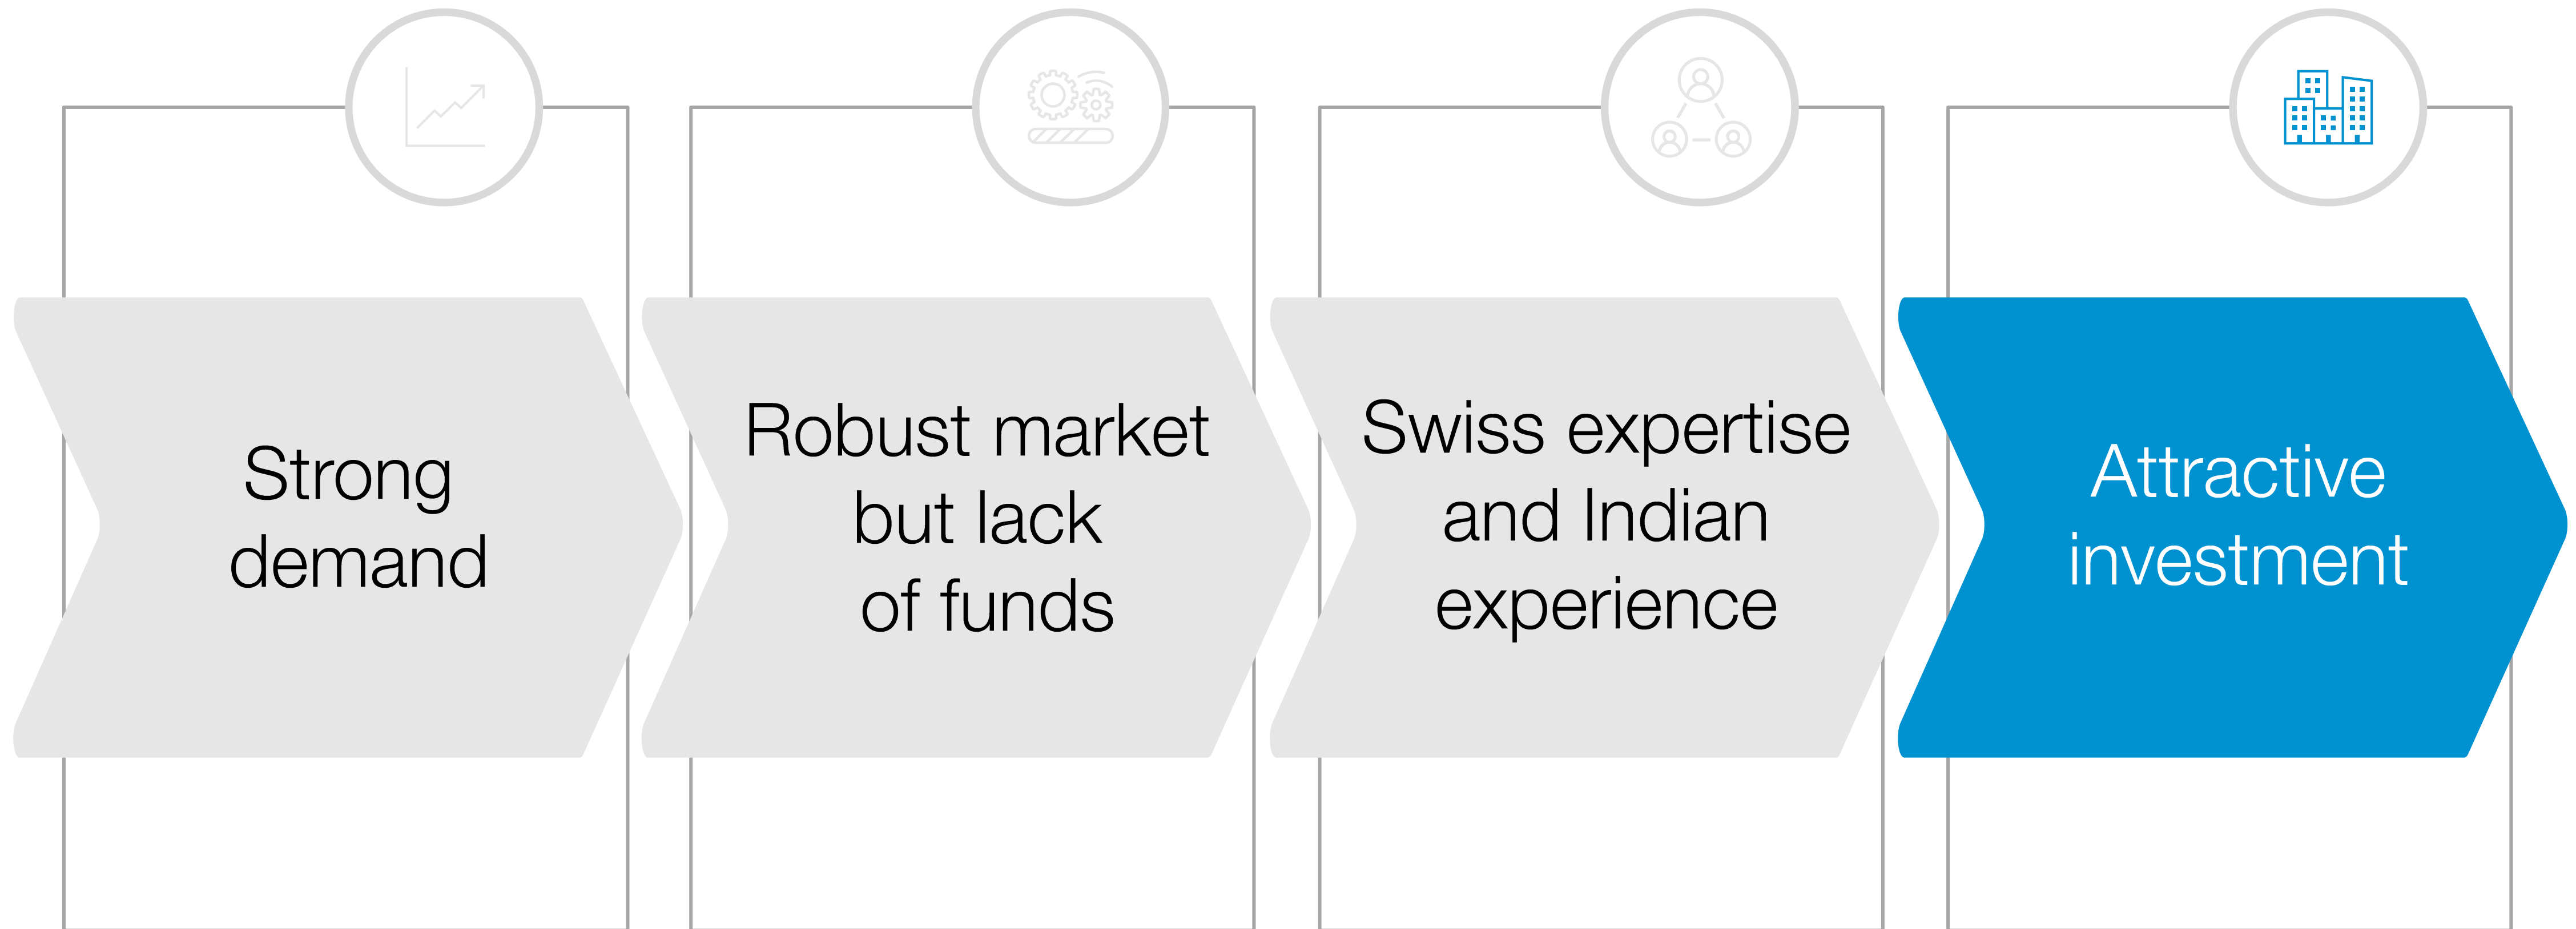 Strong
demand
Robust market
but lack
of funds
Swiss expertise
and Indian
experience
Attractive
investment